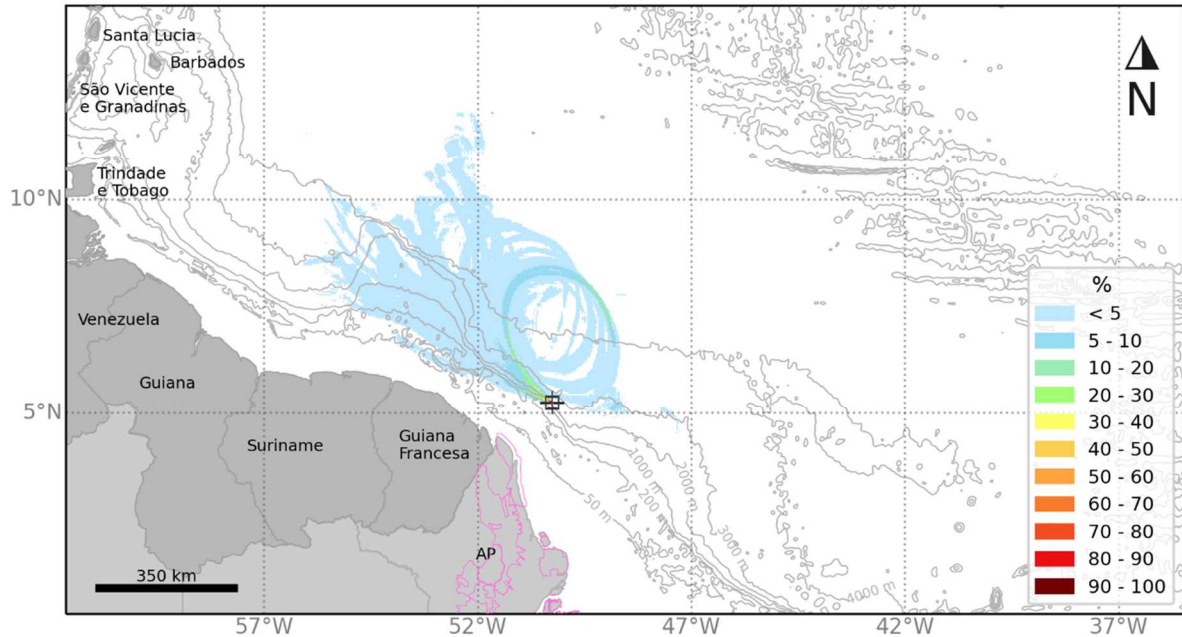 Santa Lucia
Barbados
São Vicente
e Granadinas
N
Trindade
e Tobago
10°N
%
< 5
5 - 10
10 - 20
20 - 30
30 - 40
40 - 50
50 - 60
60 - 70
70 - 80
80 - 90
90 - 100
Venezuela
Guiana
5°N
Suriname
Guiana
Francesa
1000 m
2000 m
200 m
50 m
3000 m
4000 m
AP
350 km
57°W
52°W
47°W
42°W
37°W